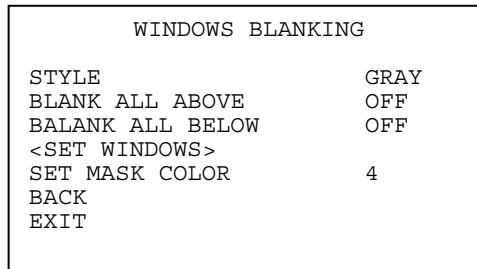 WINDOWS BLANKING
STYLE GRAY
BLANK ALL ABOVE OFF
BALANK ALL BELOW OFF
<SET WINDOWS>
SET MASK COLOR 4
BACK
EXIT